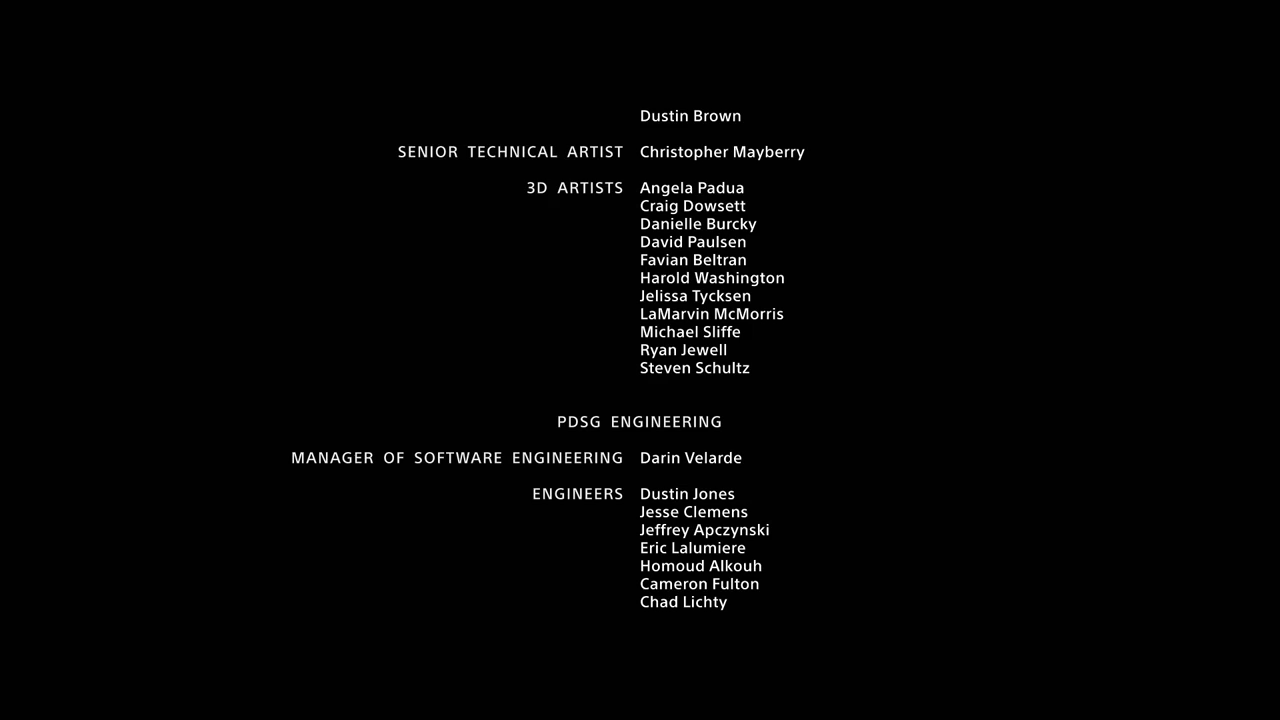 Dustin Brown
SENIOR TECHNICAL ARTIST Christopher Mayberry
3D ARTISTS Angela Padua
Craig Dowsett
Danielle Burcky
David Paulsen
Favian Beltran
Harold Washington
Jelissa Tycksen
LaMarvin McMorris
Michael Sliffe
Ryan Jewell
Steven Schultz
PDSG ENGINEERING
MANAGER OF SOFTWARE ENGINEERING Darin Velarde
ENGINEERS Dustin Jones
Jesse Clemens
Jeffrey Apczynski
Eric Lalumiere
Homoud Alkouh
Cameron Fulton
Chad Lichty